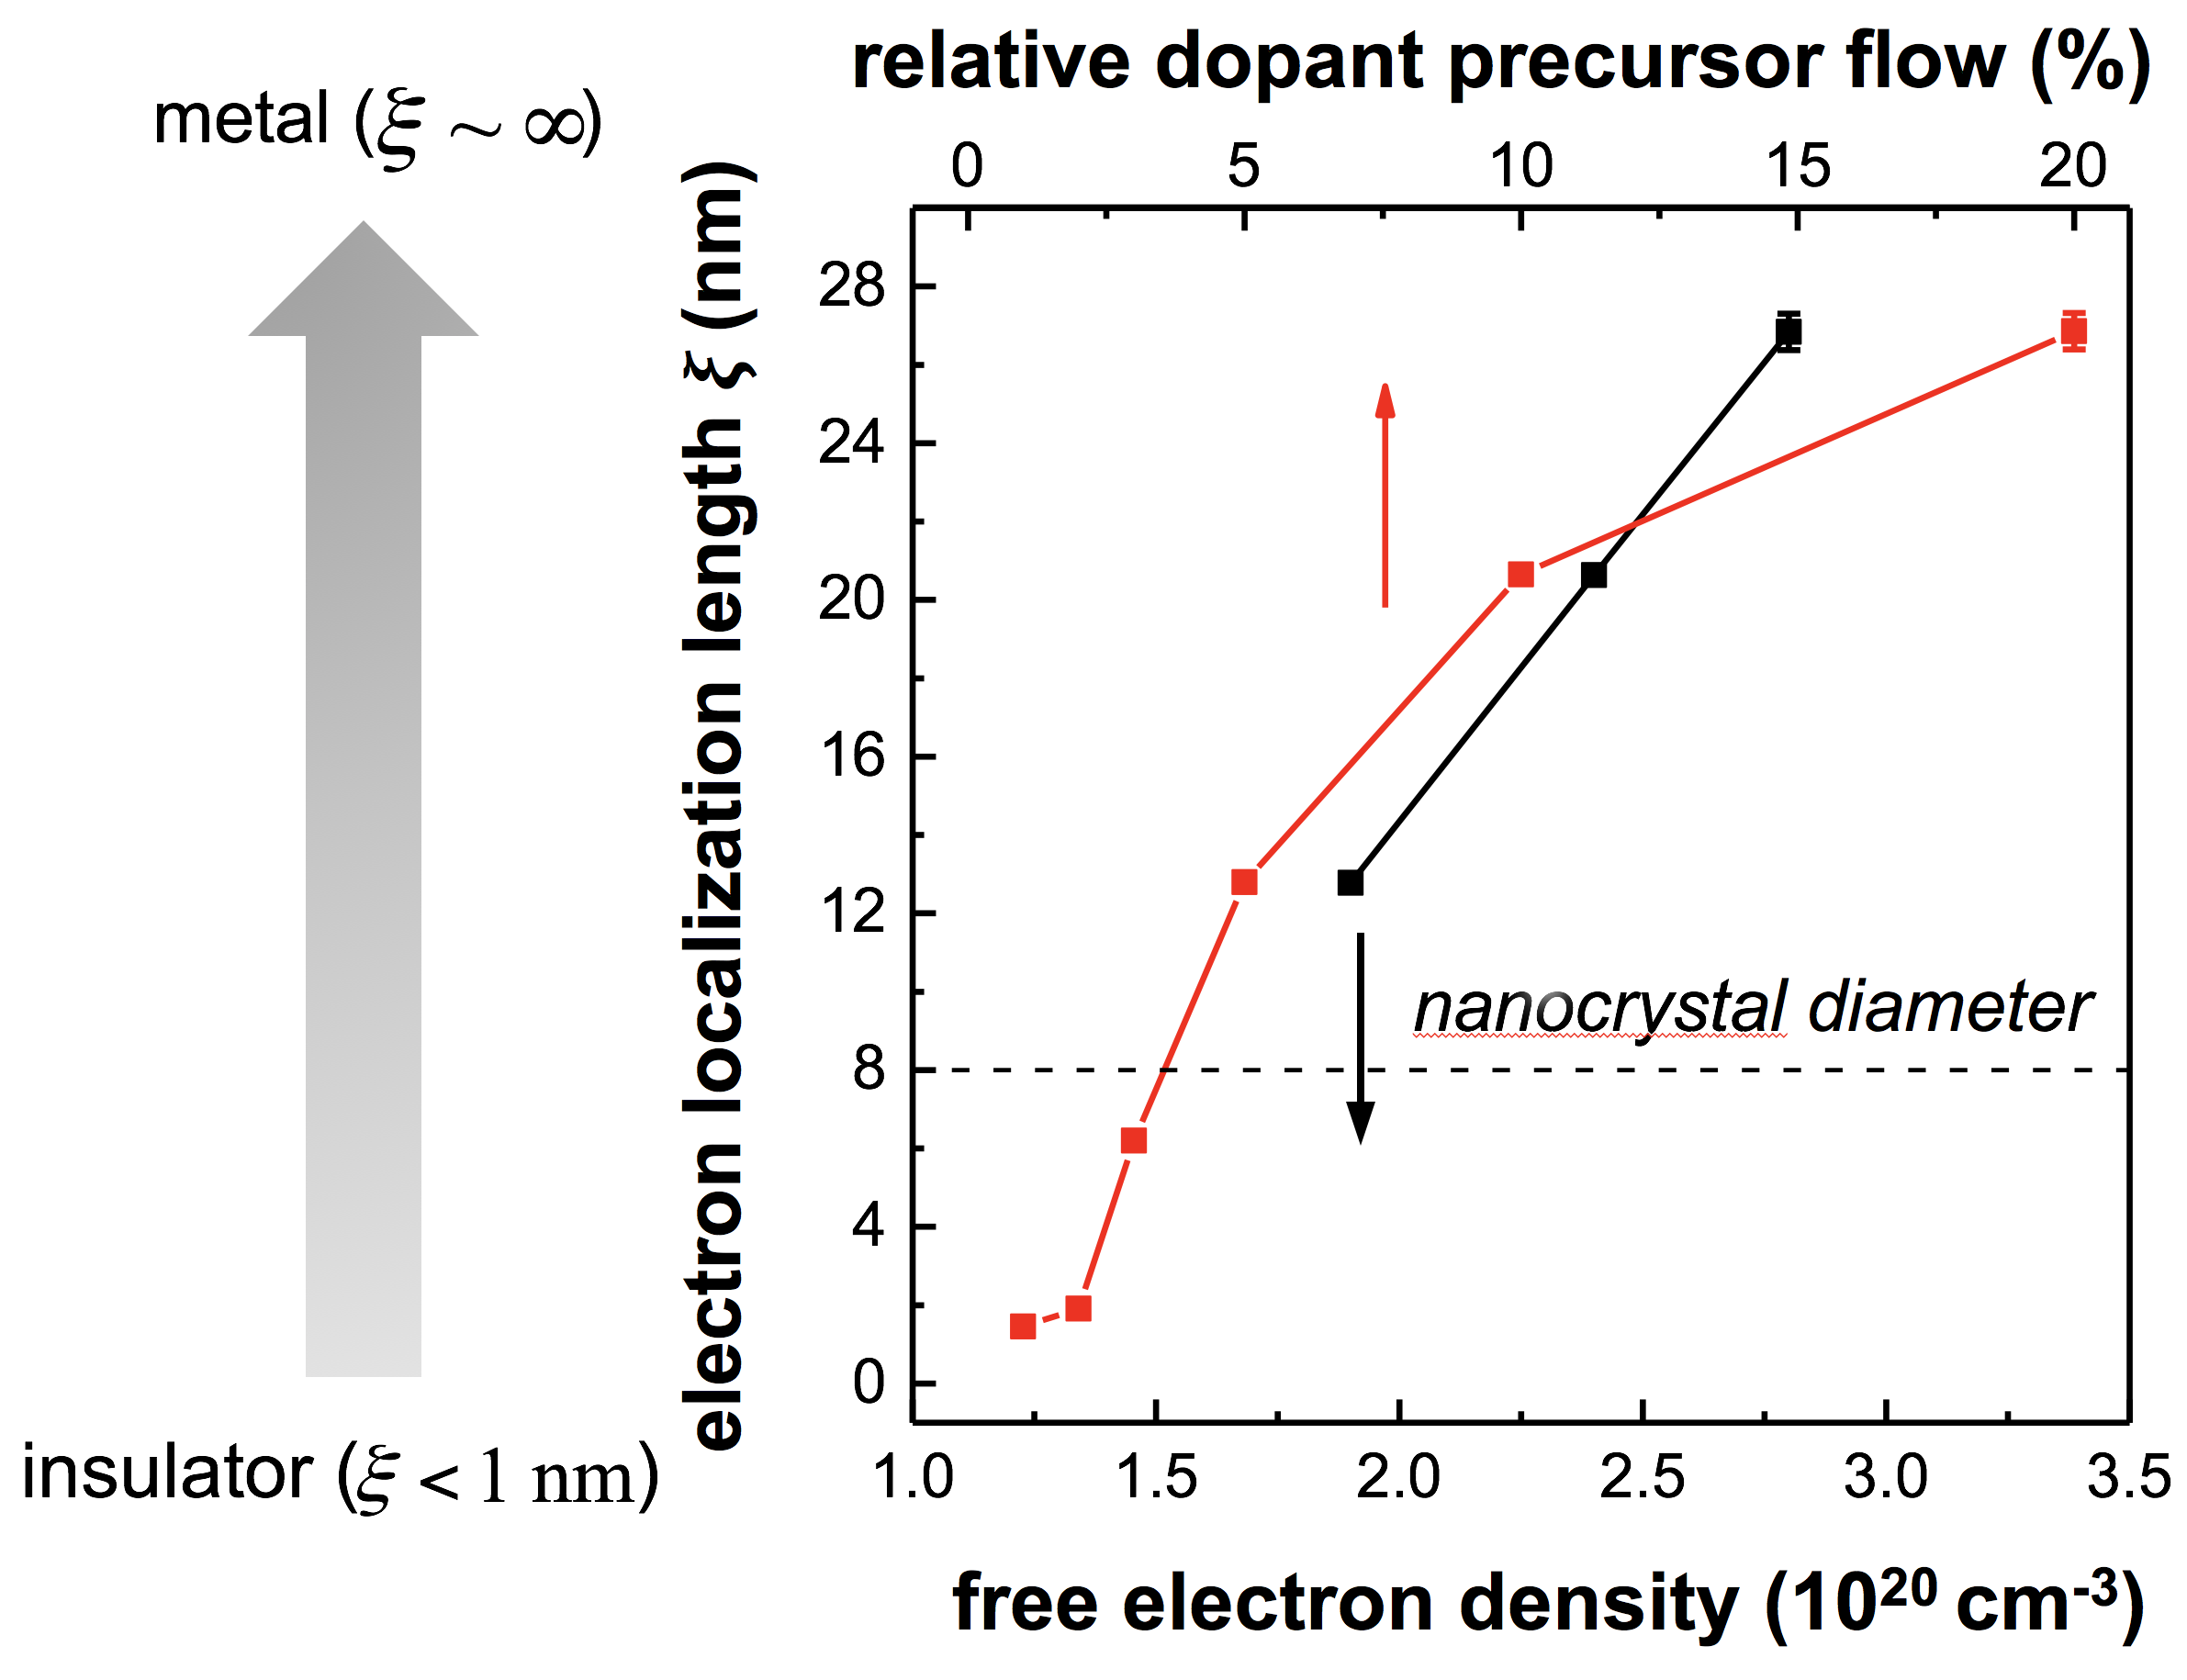 relative dopant precursor flow (%)
metal (ξ ~ ∞)
0 5 10 15 20
electron localization length ξ (nm)
28
24
20
16
12
8
4
0
nanocrystal diameter
insulator (ξ < 1 nm)
1.0 1.5 2.0 2.5 3.0 3.5
free electron density (10²⁰ cm⁻³)